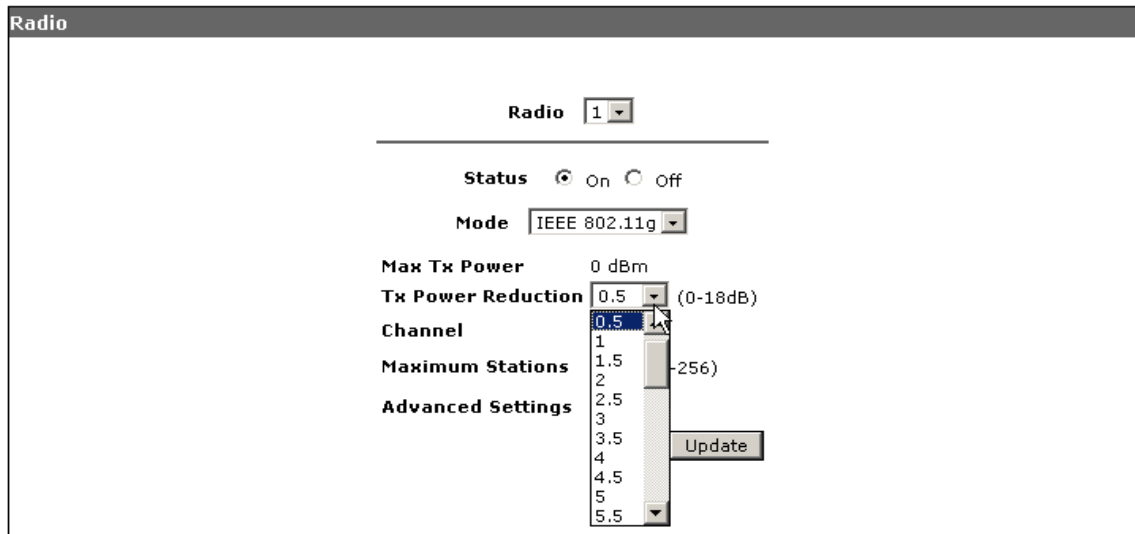 Radio
Radio 1
Status On Off
Mode IEEE 802.11g
Max Tx Power 0 dBm
Tx Power Reduction 0.5 (0-18dB)
0.5
Channel
1
1.5
Maximum Stations -256)
2
2.5
Advanced Settings
3
3.5
Update
4
4.5
5
5.5